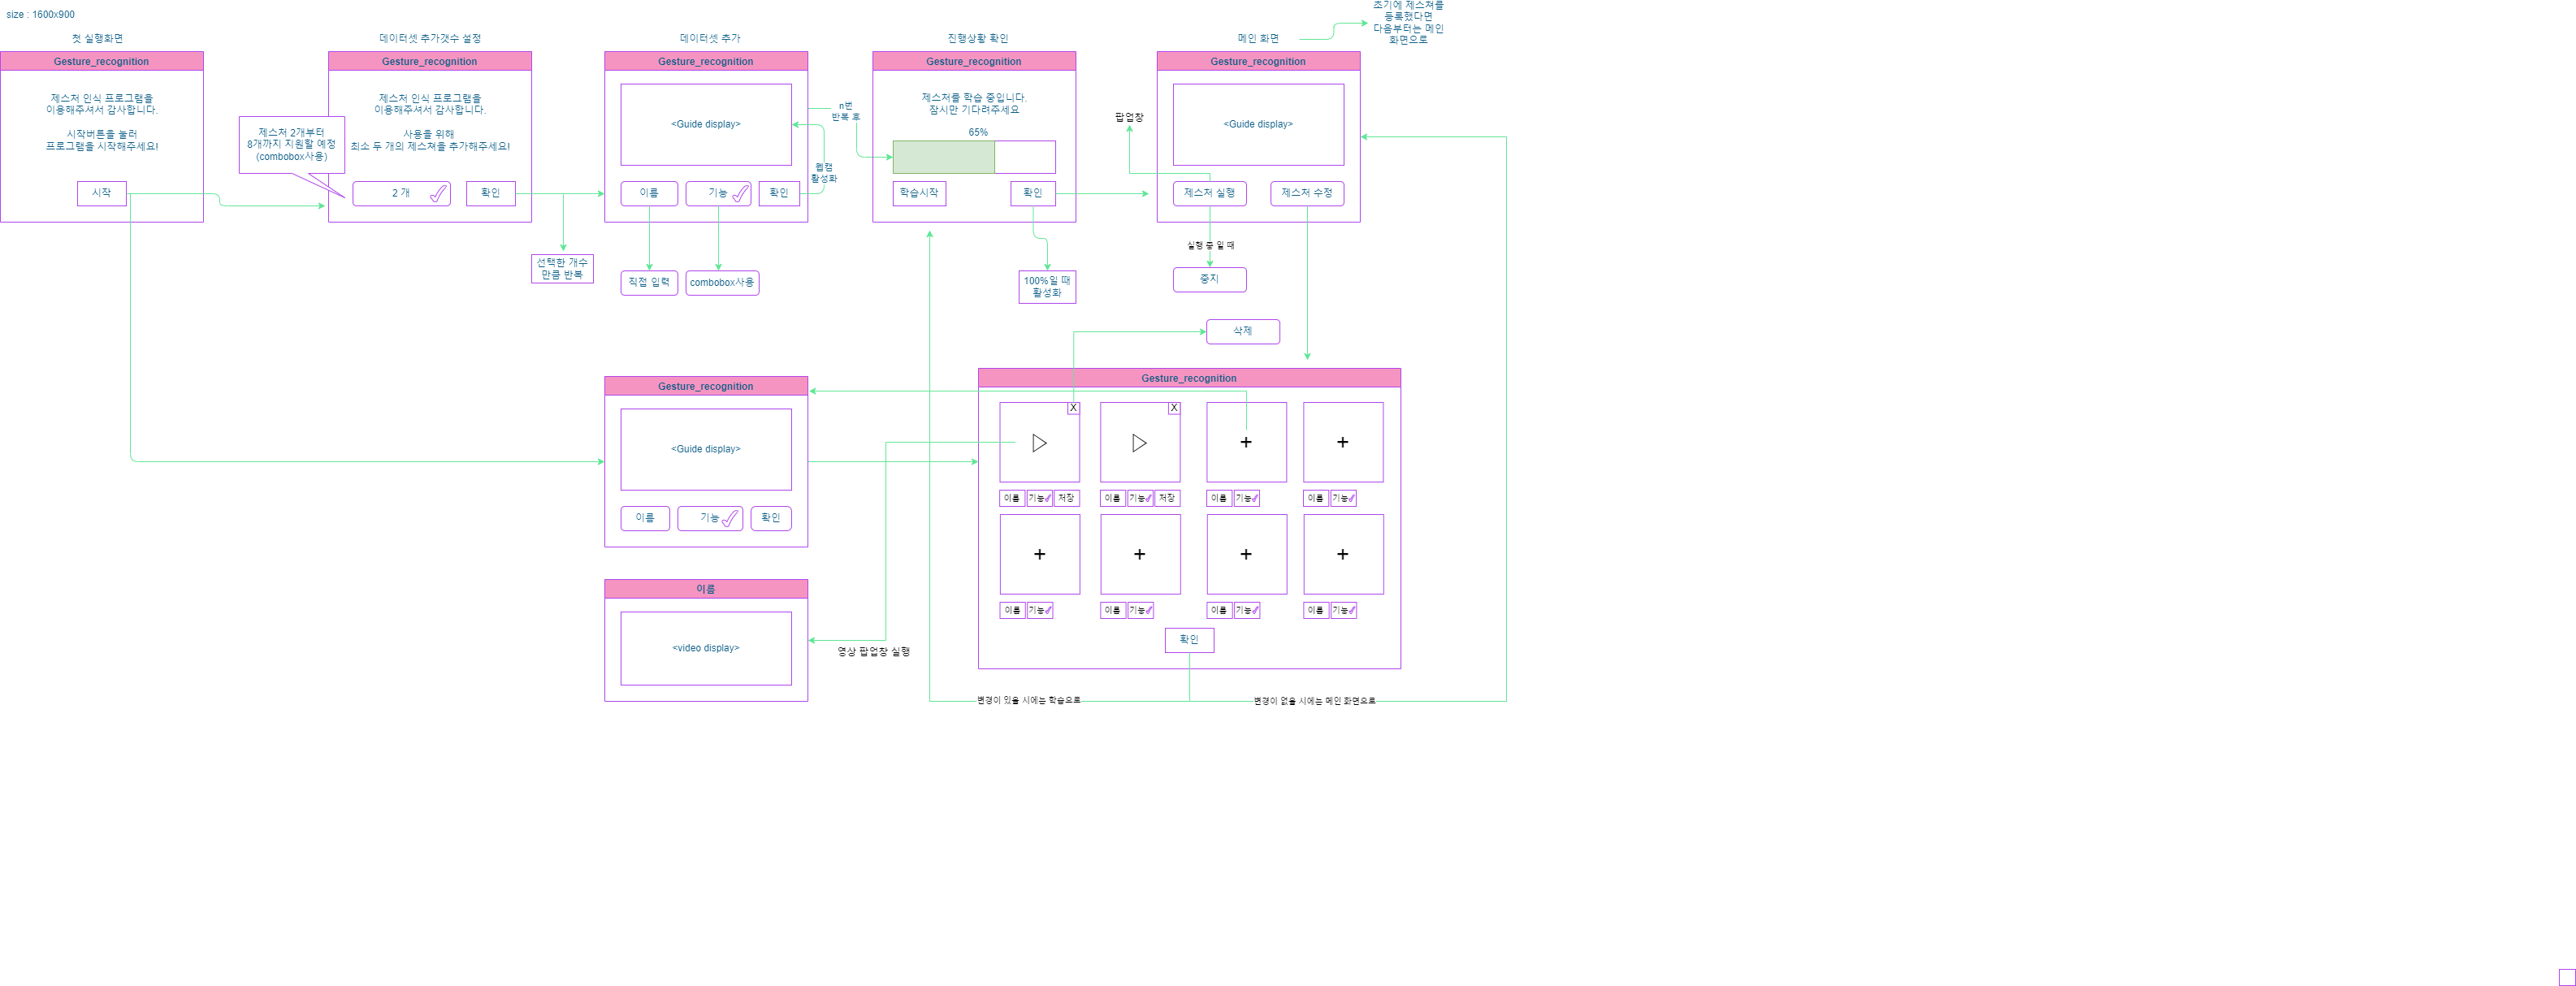 size : 1600x900
초기에 제스쳐를
등록했다면
다음부터는 메인
화면으로
첫 실행화면
데이터셋 추가갯수 설정
데이터셋 추가
진행상황 확인
메인 화면
Gesture_recognition
제스처 인식 프로그램을
이용해주셔서 감사합니다.
시작버튼을 눌러
프로그램을 시작해주세요!
시작
제스처 2개부터
8개까지 지원할 예정
(combobox사용)
Gesture_recognition
제스처 인식 프로그램을
이용해주셔서 감사합니다.
사용을 위해
최소 두 개의 제스쳐을 추가해주세요!
2 개
확인
선택한 개수
만큼 반복
Gesture_recognition
<Guide display>
이름
기능
확인
웹캠
활성화
직접 입력
combobox사용
n번
반복 후
Gesture_recognition
제스처를 학습 중입니다.
잠시만 기다려주세요
65%
학습시작
확인
100%일 때
활성화
팝업창
Gesture_recognition
<Guide display>
제스처 실행
제스처 수정
실행 중 일 때
중지
삭제
Gesture_recognition
<Guide display>
이름
기능
확인
이름
<video display>
영상 팝업창 실행
Gesture_recognition
X
X
+
+
이름 기능 저장
이름 기능 저장
이름 기능
이름 기능
+
+
+
+
이름 기능
이름 기능
이름 기능
이름 기능
확인
변경이 있을 시에는 학습으로
변경이 없을 시에는 메인 화면으로